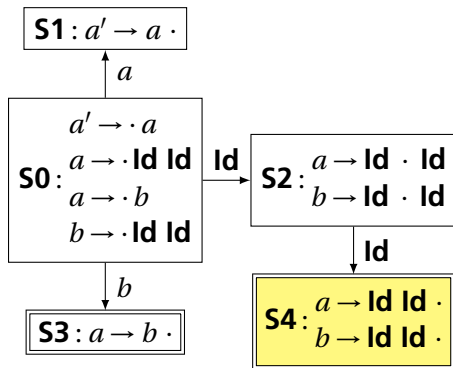 S1 : a′ → a ·
a
S0 :
a′ → · a
a → · Id Id
a → · b
b → · Id Id
Id
S2 :
a → Id · Id
b → Id · Id
Id
b
S3 : a → b ·
S4 :
a → Id Id ·
b → Id Id ·